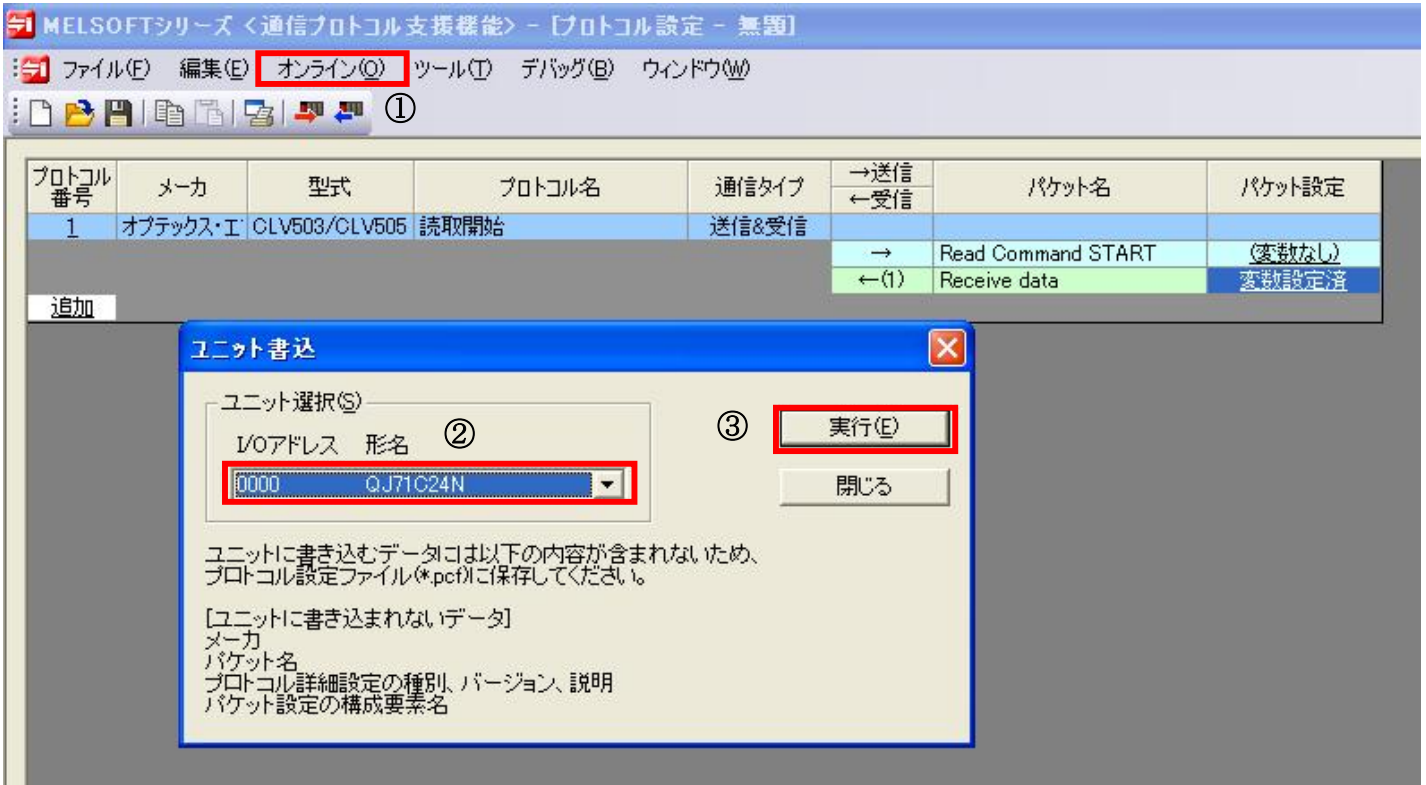 MELSOFTシリーズ <通信プロトコル支援機能> - [プロトコル設定 - 無題]
ファイル(F) 編集(E) オンライン(O) ツール(T) デバッグ(B) ウィンドウ(W)
①
プロトコル番号 メーカ 型式 プロトコル名 通信タイプ →送信 ←受信 パケット名 パケット設定
1 オプテックス・エ CLV503/CLV505 読取開始 送信&受信
→ Read Command START (変数なし)
←(1) Receive data 変数設定済
追加
ユニット書込
ユニット選択(S)
I/Oアドレス 形名 ②
0000 QJ71C24N
③ 実行(E)
閉じる
ユニットに書き込むデータには以下の内容が含まれないため、
プロトコル設定ファイル(*.pcf)に保存してください。
[ユニットに書き込まれないデータ]
メーカ
パケット名
プロトコル詳細設定の種別、バージョン、説明
パケット設定の構成要素名